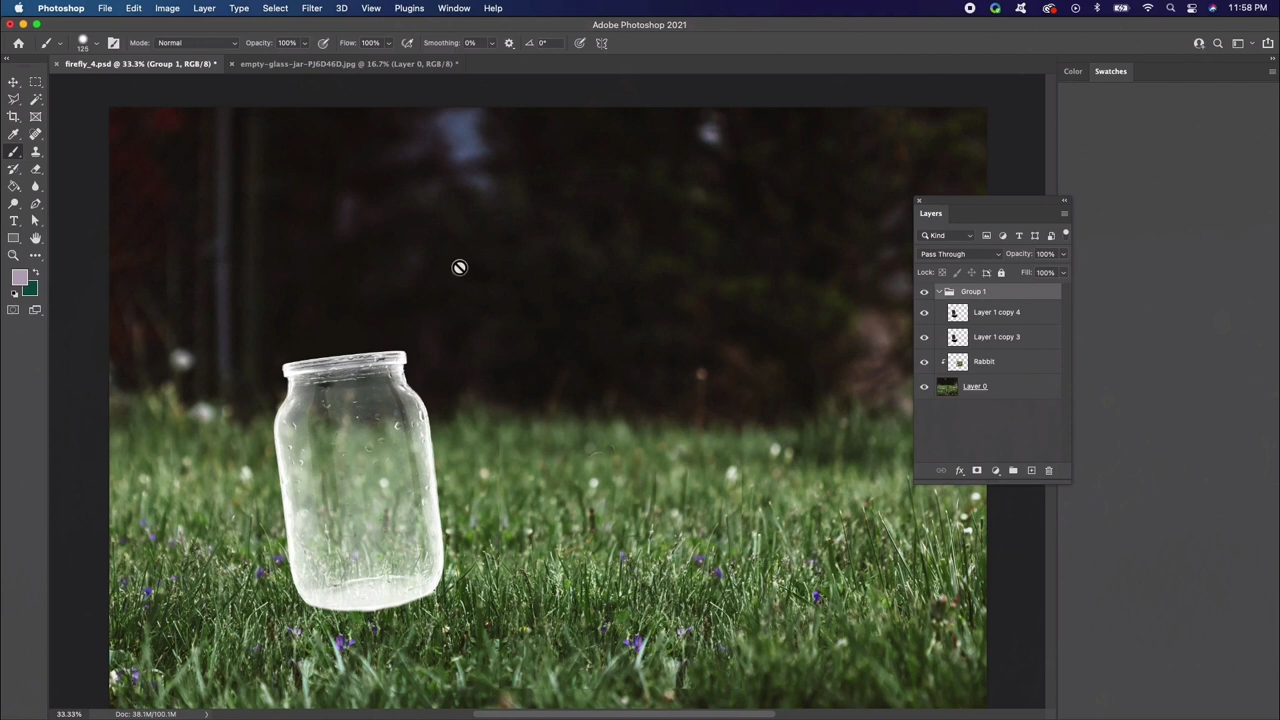 Photoshop File Edit Image Layer Type Select Filter 3D View Plugins Window Help 11:58 PM
Adobe Photoshop 2021
125 Mode: Normal Opacity: 100% Flow: 100% Smoothing: 0% 0°
firefly_4.psd @ 33.3% (Group 1, RGB/8) * empty-glass-jar-PJ6D46D.jpg @ 16.7% (Layer 0, RGB/8) *
Color Swatches
Layers
Kind
Pass Through Opacity: 100%
Lock: Fill: 100%
Group 1
Layer 1 copy 4
Layer 1 copy 3
Rabbit
Layer 0
fx
33.33% Doc: 38.1M/100.1M